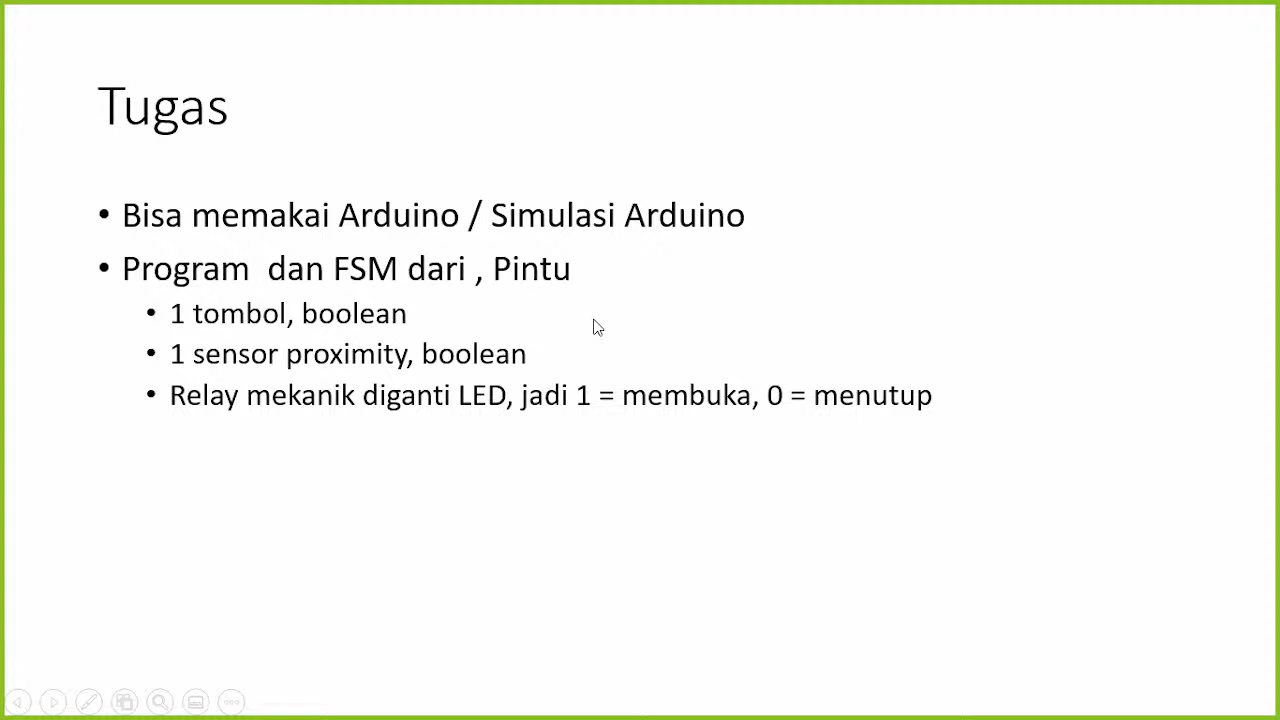 Tugas
• Bisa memakai Arduino / Simulasi Arduino
• Program  dan FSM dari , Pintu
• 1 tombol, boolean
• 1 sensor proximity, boolean
• Relay mekanik diganti LED, jadi 1 = membuka, 0 = menutup